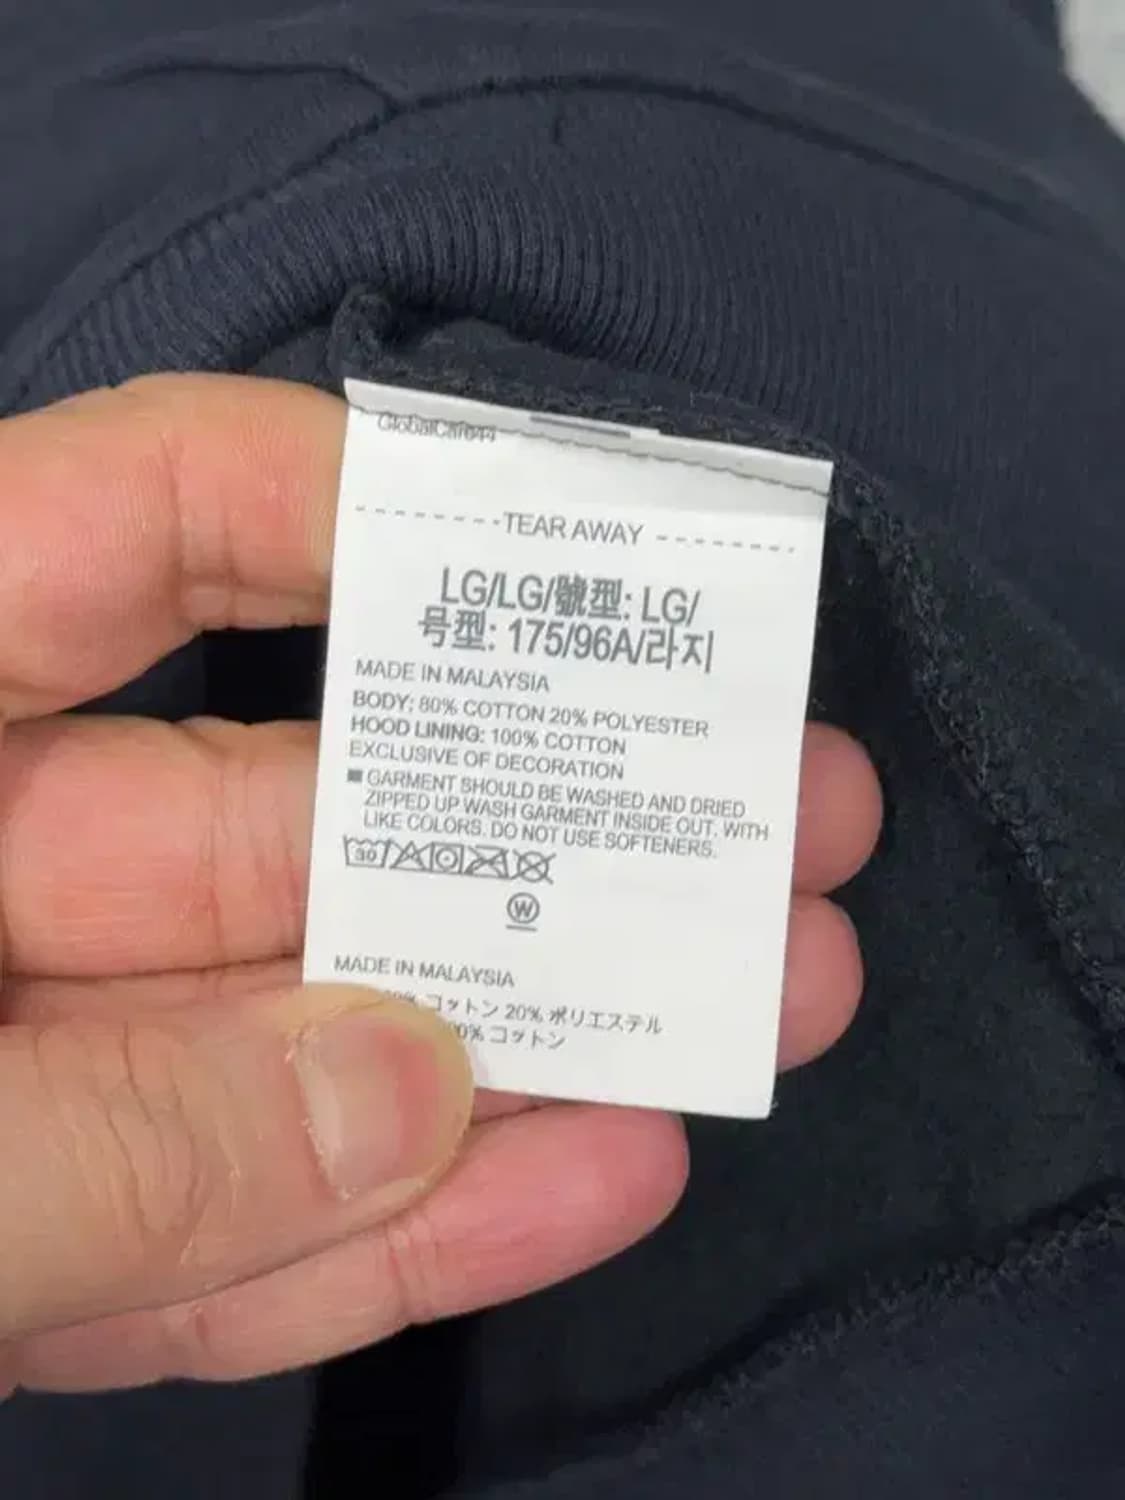 --------TEAR AWAY--------
LG/LG/號型: LG/
号型: 175/96A/라지
MADE IN MALAYSIA
BODY: 80% COTTON 20% POLYESTER
HOOD LINING: 100% COTTON
EXCLUSIVE OF DECORATION
■ GARMENT SHOULD BE WASHED AND DRIED
ZIPPED UP.WASH GARMENT INSIDE OUT. WITH
LIKE COLORS. DO NOT USE SOFTENERS.
30
W
MADE IN MALAYSIA
コットン 20% ポリエステル
コットン